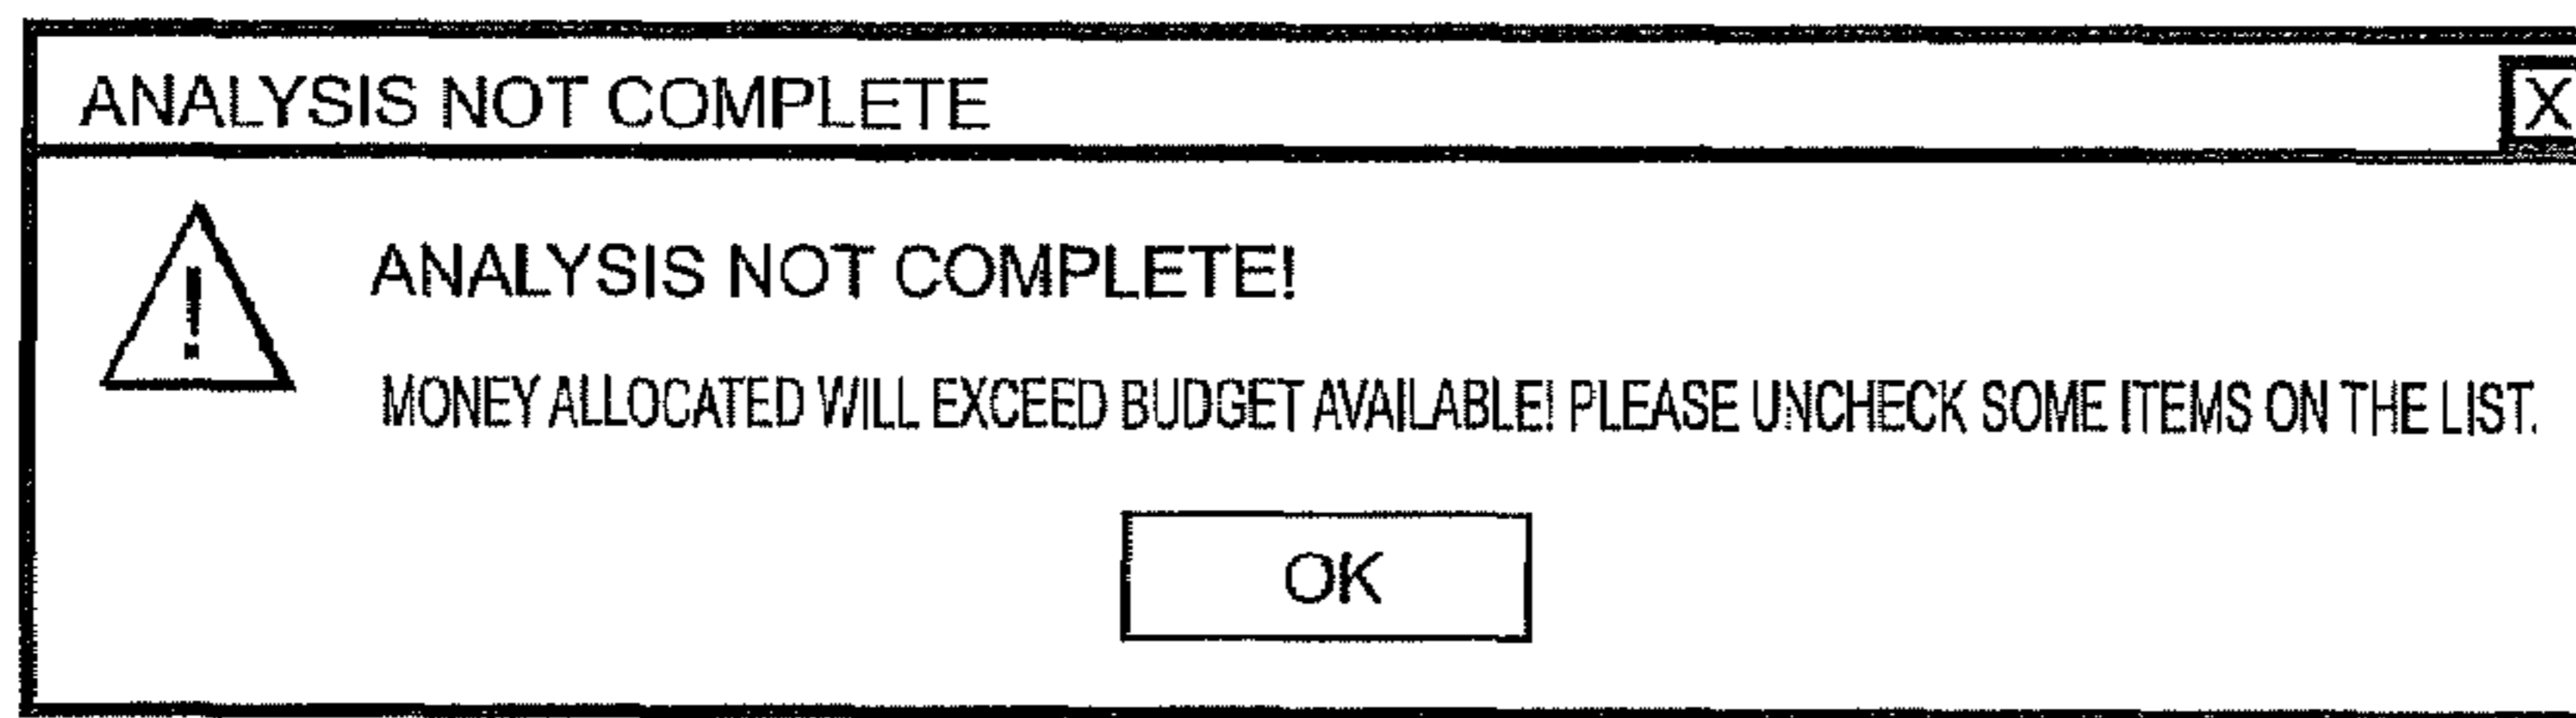 ANALYSIS NOT COMPLETE X
!
ANALYSIS NOT COMPLETE!
MONEY ALLOCATED WILL EXCEED BUDGET AVAILABLE! PLEASE UNCHECK SOME ITEMS ON THE LIST.
OK